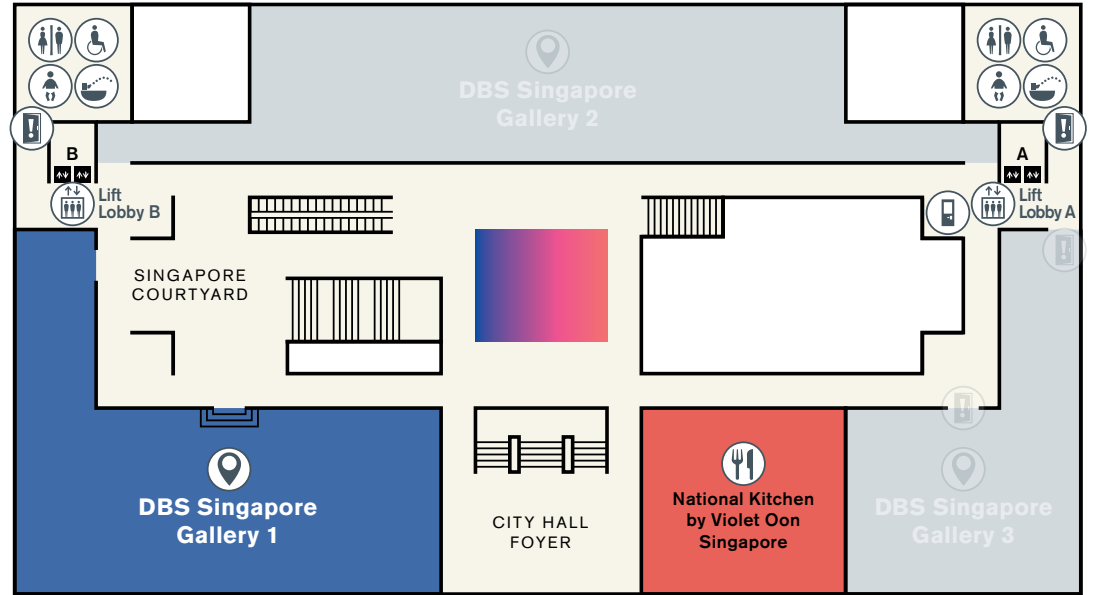 DBS Singapore
Gallery 2
B
Lift
Lobby B
A
Lift
Lobby A
SINGAPORE
COURTYARD
DBS Singapore
Gallery 1
CITY HALL
FOYER
National Kitchen
by Violet Oon
Singapore
DBS Singapore
Gallery 3